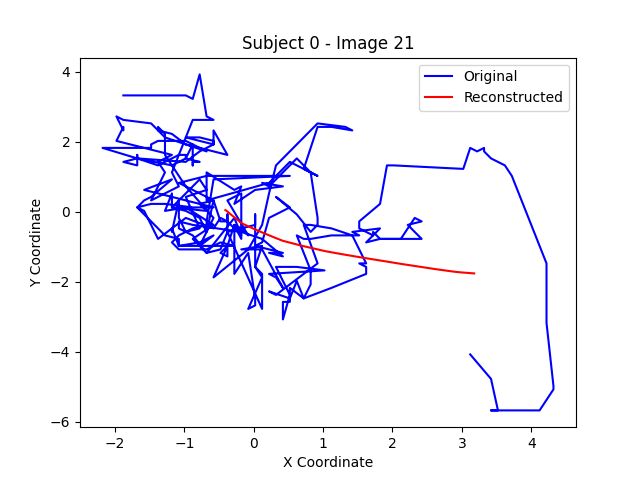 Subject 0 - Image 21
Original
Reconstructed
Y Coordinate
4
2
0
−2
−4
−6
−2
−1
0
1
2
3
4
X Coordinate